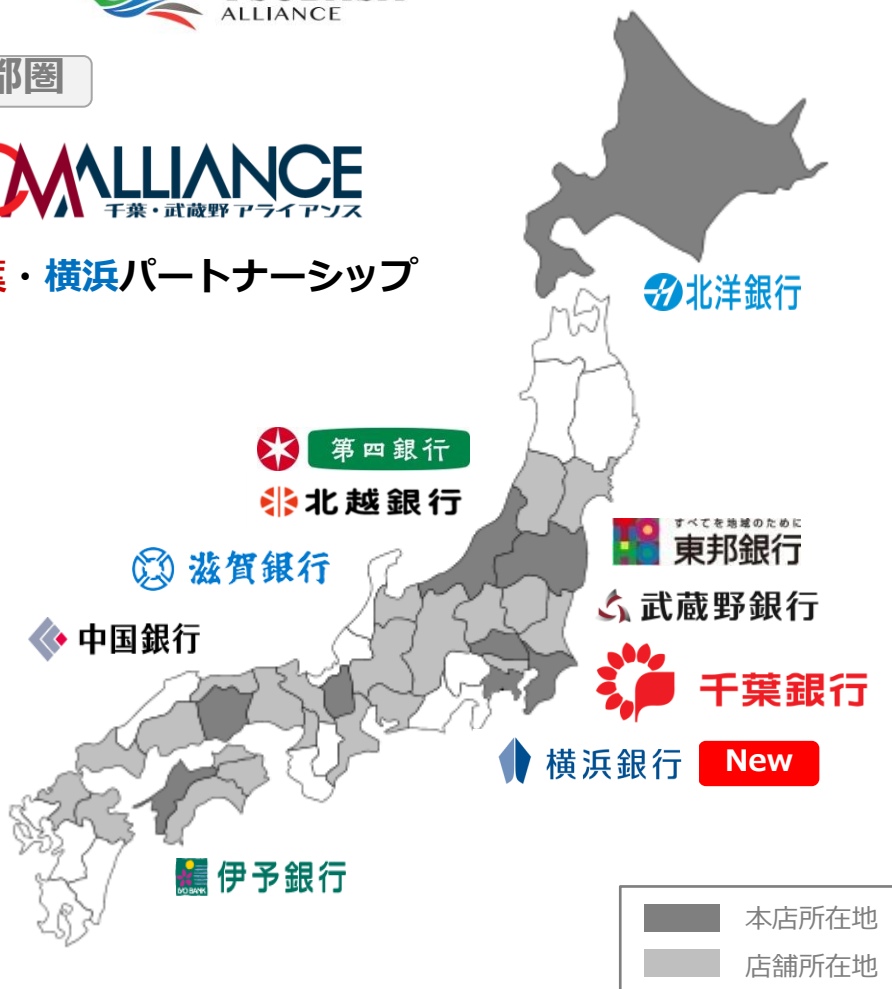 ALLIANCE
都圏
ALLIANCE
千葉・武蔵野アライアンス
・横浜パートナーシップ
北洋銀行
第四銀行
北越銀行
すべてを地域のために
TOHO
東邦銀行
滋賀銀行
武蔵野銀行
中国銀行
千葉銀行
横浜銀行 New
IYO BANK
伊予銀行
本店所在地
店舗所在地